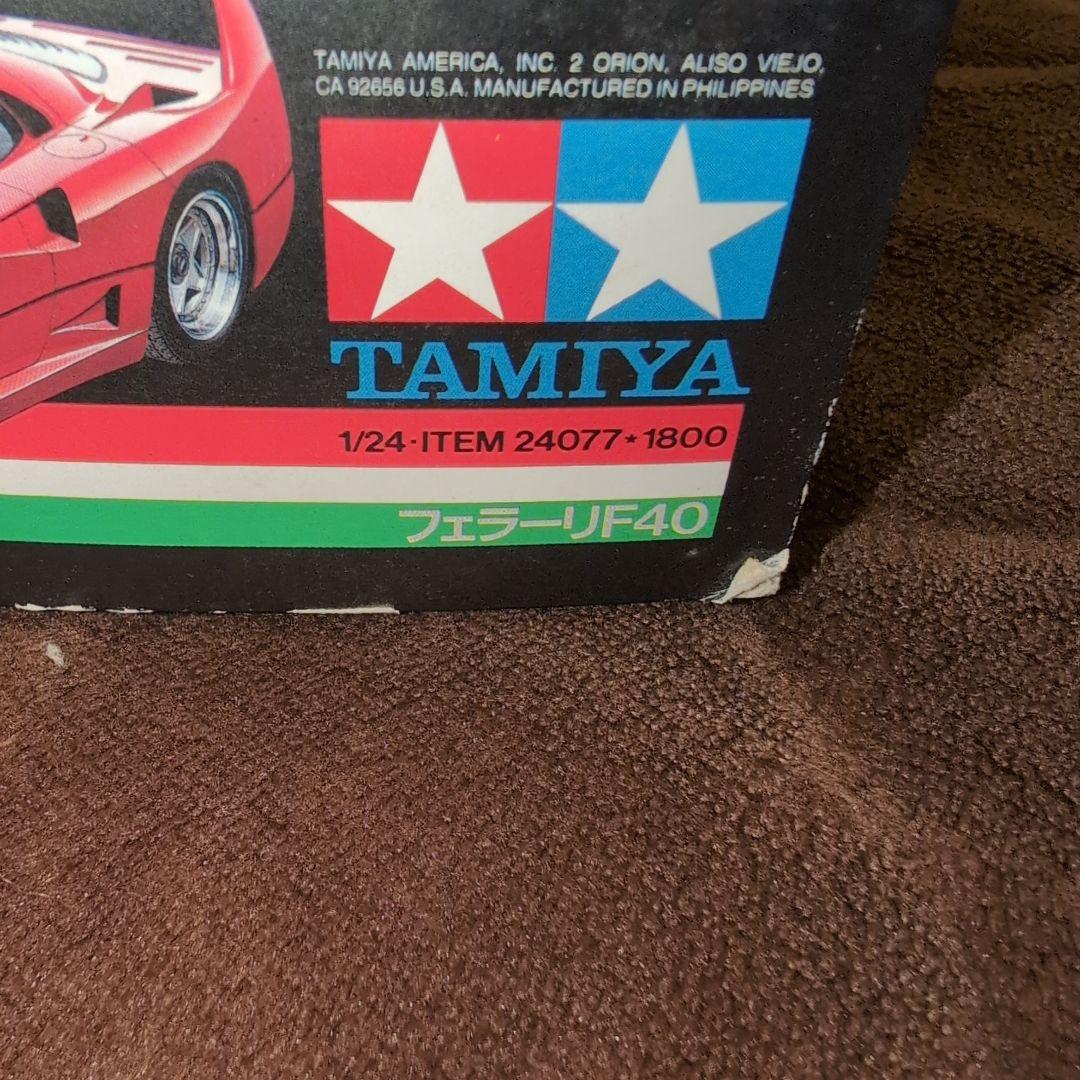 TAMIYA AMERICA, INC. 2 ORION, ALISO VIEJO,
CA 92656 U.S.A. MANUFACTURED IN PHILIPPINES
TAMIYA
1/24·ITEM 24077★1800
フェラーリF40